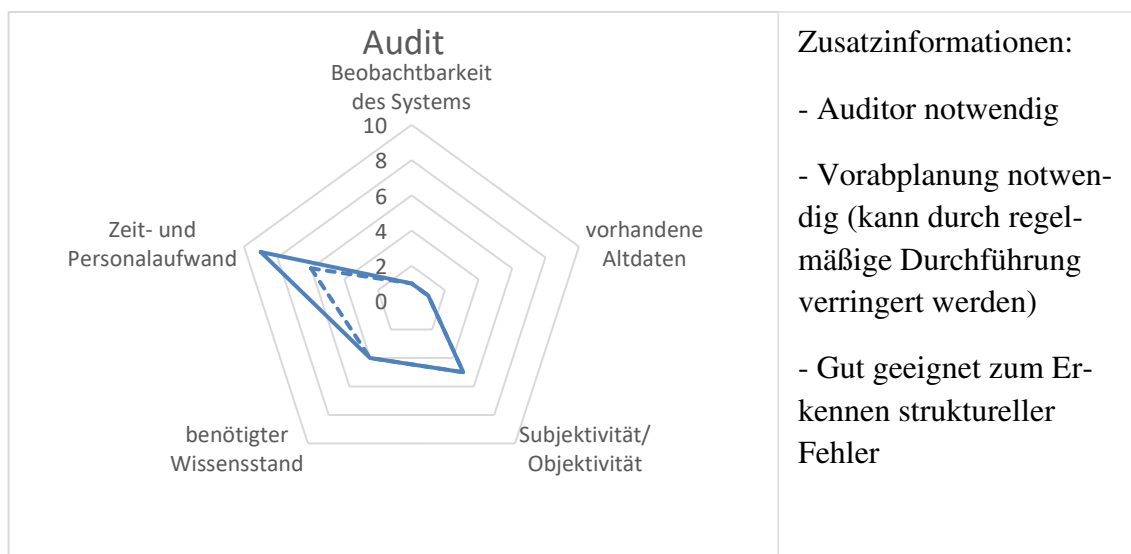 Audit
Beobachtbarkeit
des Systems
10
8
6
4
2
0
vorhandene
Altdaten
Subjektivität/
Objektivität
benötigter
Wissensstand
Zeit- und
Personalaufwand
Zusatzinformationen:
- Auditor notwendig
- Vorabplanung notwen-
dig (kann durch regel-
mäßige Durchführung
verringert werden)
- Gut geeignet zum Er-
kennen struktureller
Fehler